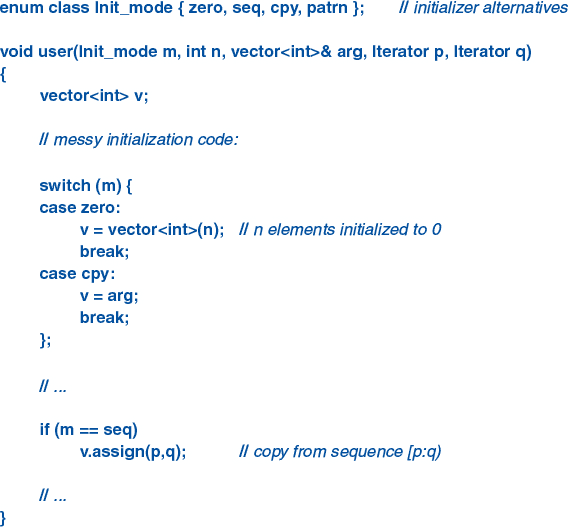 enum class Init_mode { zero, seq, cpy, patrn }; // initializer alternatives
void user(Init_mode m, int n, vector<int>& arg, Iterator p, Iterator q)
{
vector<int> v;
// messy initialization code:
switch (m) {
case zero:
v = vector<int>(n); // n elements initialized to 0
break;
case cpy:
v = arg;
break;
};
// ...
if (m == seq)
v.assign(p,q); // copy from sequence [p:q)
// ...
}